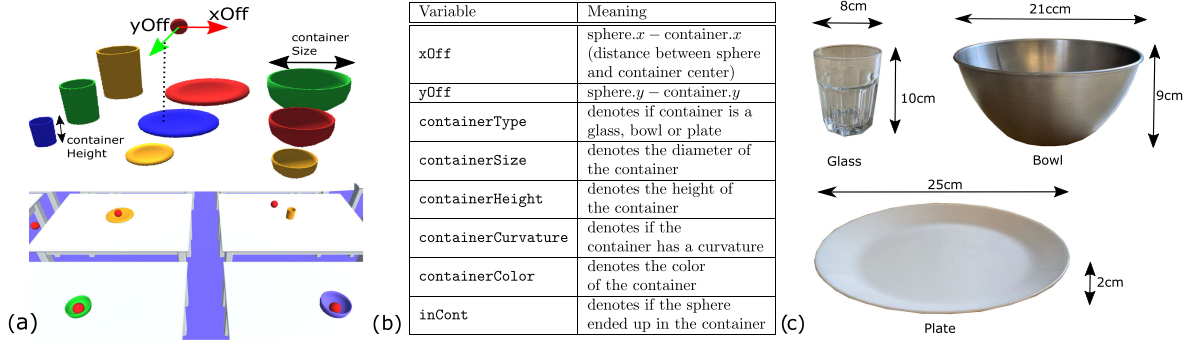 xOff
yOff
container
Size
container
Height
(a)
Variable Meaning
xOff sphere.x − container.x
(distance between sphere
and container center)
yOff sphere.y − container.y
containerType denotes if container is a
glass, bowl or plate
containerSize denotes the diameter of
the container
containerHeight denotes the height of
the container
containerCurvature denotes if the
container has a curvature
containerColor denotes the color
of the container
inCont denotes if the sphere
ended up in the container
(b)
8cm
10cm
Glass
21ccm
9cm
Bowl
25cm
2cm
Plate
(c)